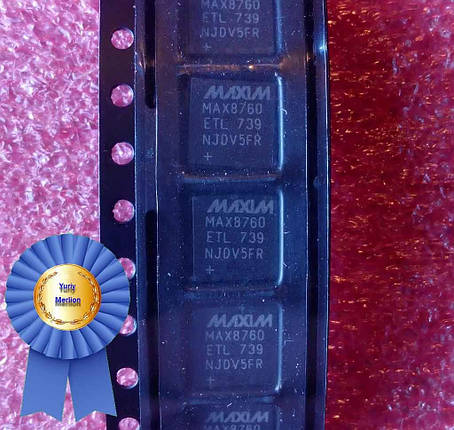 MAX8760
ETL 739
NJDV5FR
MAXIM
MAX8760
ETL 739
NJDV5FR
+
MAXIM
MAX8760
ETL 739
NJDV5FR
+
MAXIM
MAX8760
ETL 739
NJDV5FR
+
MAXIM
MAX8760
Yuriy
Merlion